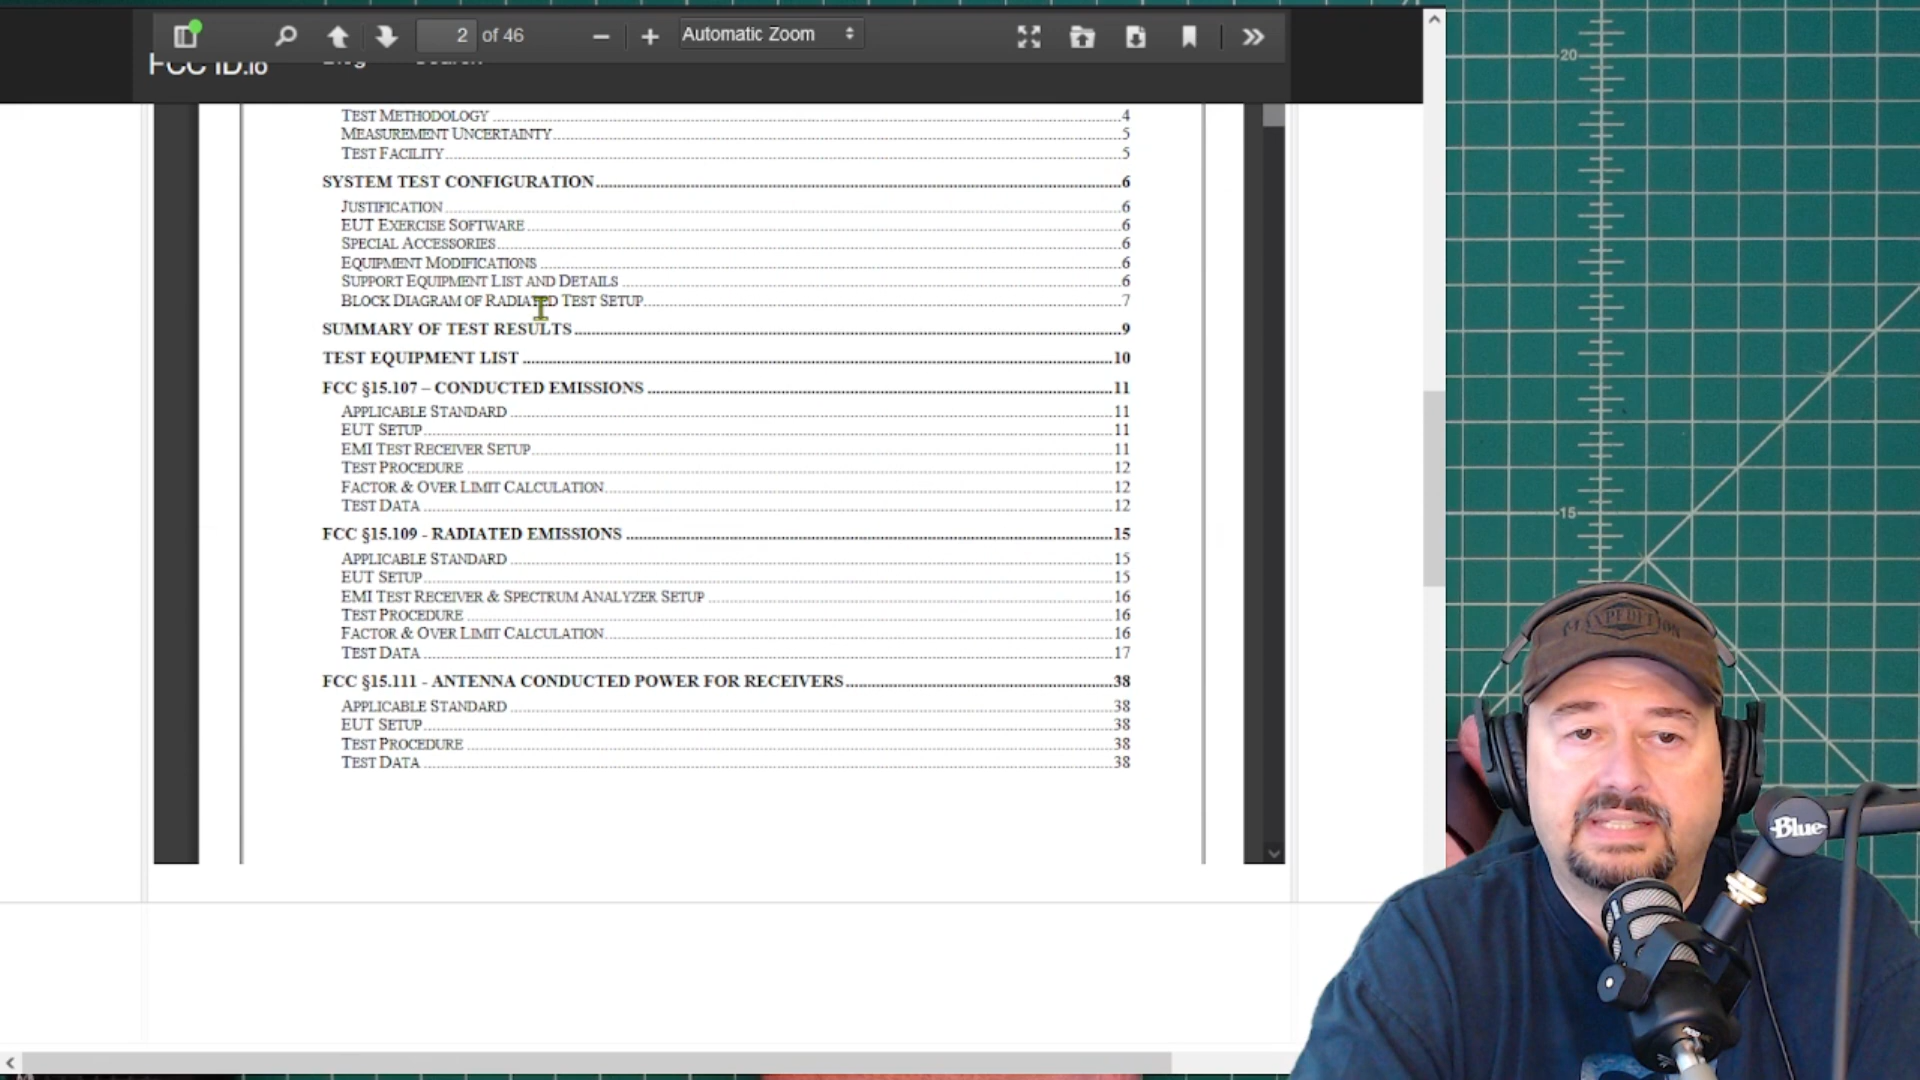 2 of 46
Automatic Zoom
FCC ID.io
Blog Search
TEST METHODOLOGY 4
MEASUREMENT UNCERTAINTY 5
TEST FACILITY 5
SYSTEM TEST CONFIGURATION 6
JUSTIFICATION 6
EUT EXERCISE SOFTWARE 6
SPECIAL ACCESSORIES 6
EQUIPMENT MODIFICATIONS 6
SUPPORT EQUIPMENT LIST AND DETAILS 6
BLOCK DIAGRAM OF RADIATED TEST SETUP 7
SUMMARY OF TEST RESULTS 9
TEST EQUIPMENT LIST 10
FCC §15.107 – CONDUCTED EMISSIONS 11
APPLICABLE STANDARD 11
EUT SETUP 11
EMI TEST RECEIVER SETUP 11
TEST PROCEDURE 12
FACTOR & OVER LIMIT CALCULATION 12
TEST DATA 12
FCC §15.109 - RADIATED EMISSIONS 15
APPLICABLE STANDARD 15
EUT SETUP 15
EMI TEST RECEIVER & SPECTRUM ANALYZER SETUP 16
TEST PROCEDURE 16
FACTOR & OVER LIMIT CALCULATION 16
TEST DATA 17
FCC §15.111 - ANTENNA CONDUCTED POWER FOR RECEIVERS 38
APPLICABLE STANDARD 38
EUT SETUP 38
TEST PROCEDURE 38
TEST DATA 38
20
15
MAXPEDITION
Blue